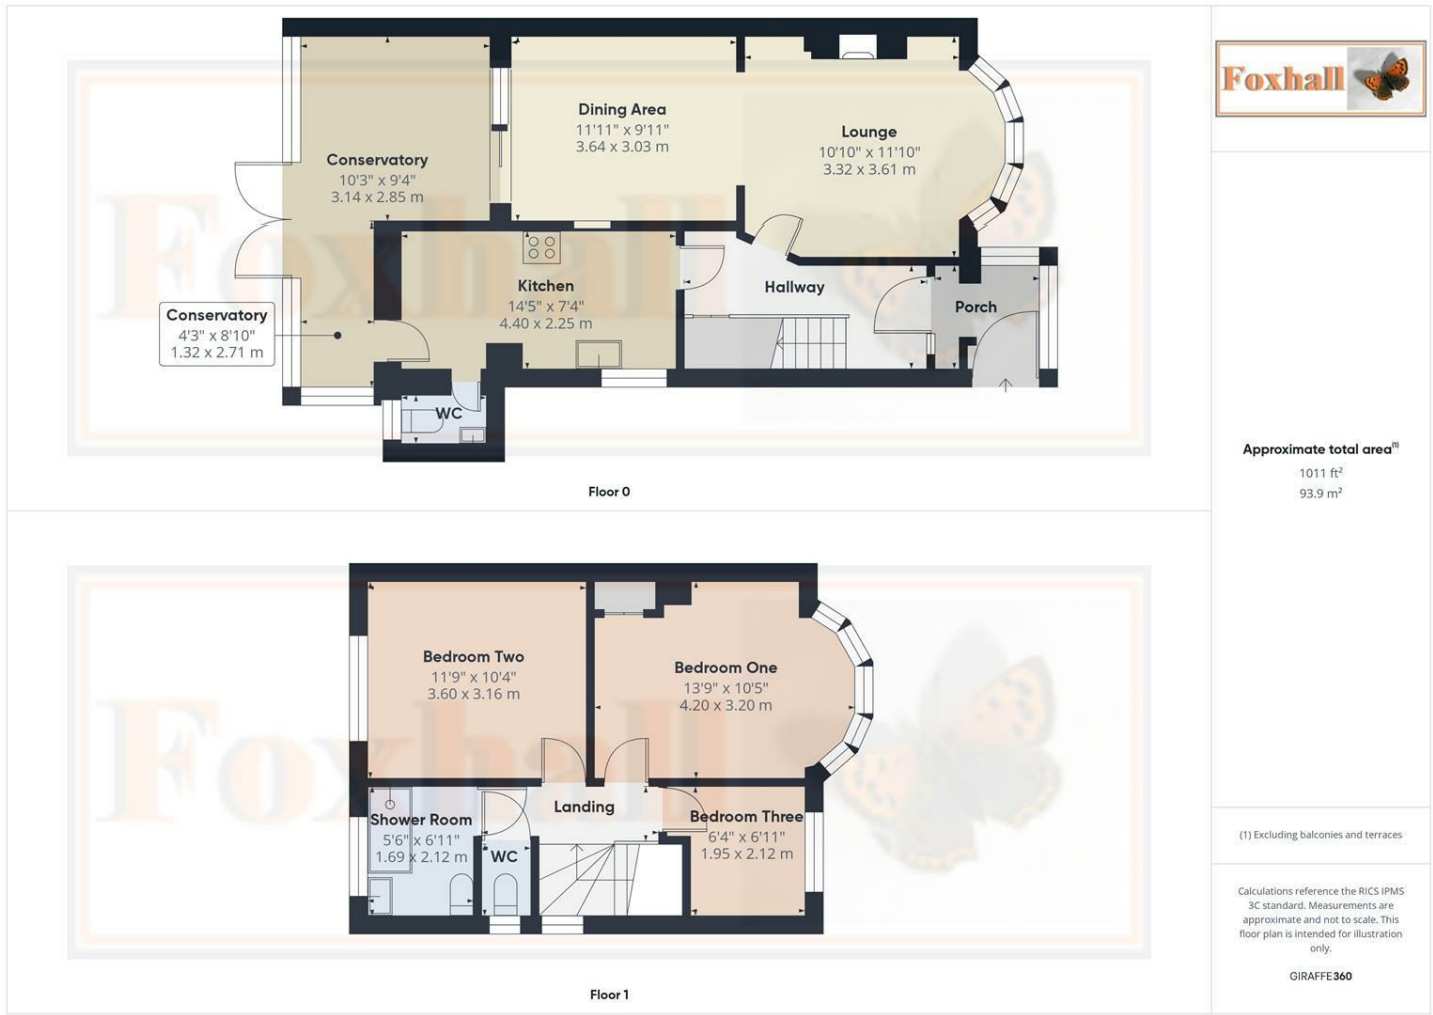 Conservatory
10'3" x 9'4"
3.14 x 2.85 m
Dining Area
11'11" x 9'11"
3.64 x 3.03 m
Lounge
10'10" x 11'10"
3.32 x 3.61 m
Kitchen
14'5" x 7'4"
4.40 x 2.25 m
Hallway
Porch
Conservatory
4'3" x 8'10"
1.32 x 2.71 m
WC
Foxhall
Floor 0
Bedroom Two
11'9" x 10'4"
3.60 x 3.16 m
Bedroom One
13'9" x 10'5"
4.20 x 3.20 m
Landing
Shower Room
5'6" x 6'11"
1.69 x 2.12 m
WC
Bedroom Three
6'4" x 6'11"
1.95 x 2.12 m
Foxhall
Floor 1
Foxhall
Approximate total area(1)
1011 ft²
93.9 m²
(1) Excluding balconies and terraces
Calculations reference the RICS IPMS
3C standard. Measurements are
approximate and not to scale. This
floor plan is intended for illustration
only.
GIRAFFE360